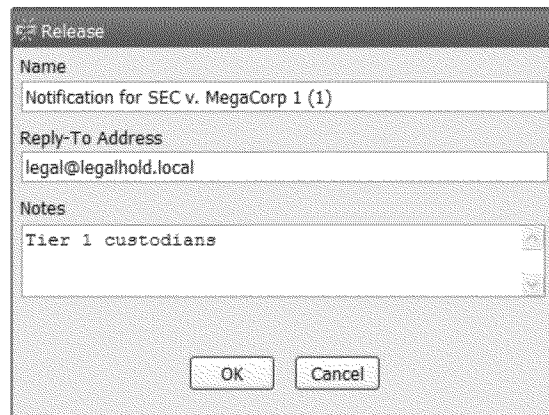 Release
Name
Notification for SEC v. MegaCorp 1 (1)
Reply-To Address
legal@legalhold.local
Notes
Tier 1 custodians
OK Cancel